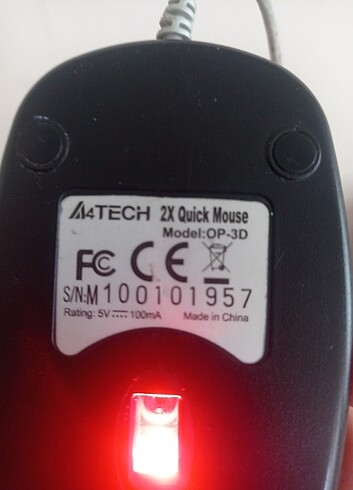 A4TECH 2X Quick Mouse
Model:OP-3D
FC CE
S/N:M100101957
Rating: 5V 100mA Made in China